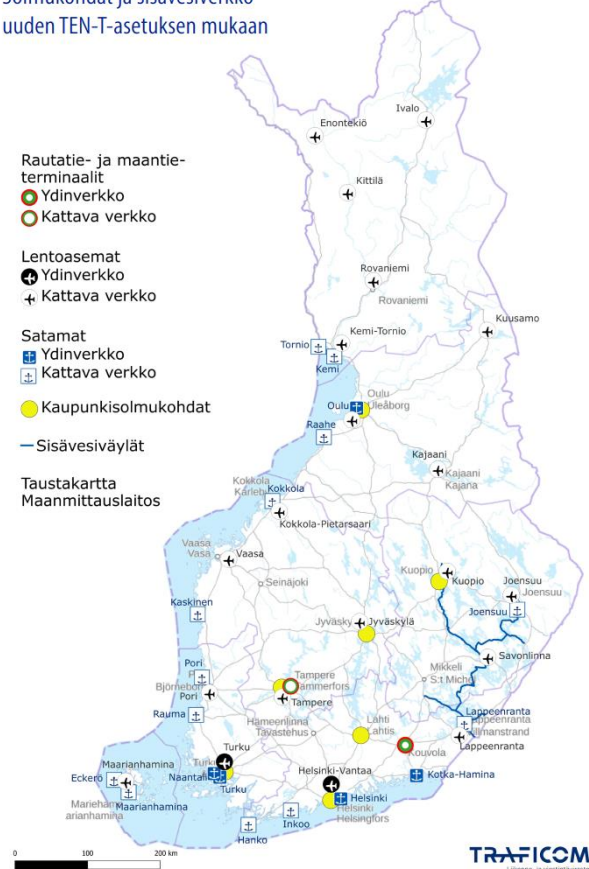 Solmukohdat ja sisävesiverkko
uuden TEN-T-asetuksen mukaan
Rautatie- ja maantie-
terminaalit
Ydinverkko
Kattava verkko
Lentoasemat
Ydinverkko
Kattava verkko
Satamat
Ydinverkko
Kattava verkko
Kaupunkisolmukohdat
Sisävesiväylät
Taustakartta
Maanmittauslaitos
Ivalo
Enontekiö
Kittilä
Rovaniemi
Rovaniemi
Kuusamo
Kemi-Tornio
Tornio
Kemi
Oulu
Oulu
Uleåborg
Raahe
Kajaani
Kajaani
Kajana
Kokkola
Kokkola
Kokkola-Pietarsaari
Vaasa
Vasa
Vaasa
Seinäjoki
Kuopio
Kuopio
Joensuu
Joensuu
Joensuu
Kaskinen
Jyväskylä
Savonlinna
Mikkeli
S:t Michel
Pori
Pori
Tampere
Tammerfors
Tampere
Rauma
Hämeenlinna
Tavastehus
Lahti
Lahtis
Lappeenranta
Lappeenranta
Villmanstrand
Lappeenranta
Kouvola
Turku
Helsinki-Vantaa
Kotka-Hamina
Maarianhamina
Eckerö
Naantali
Turku
Helsinki
Helsinki
Helsingfors
Maarianhamina
Inkoo
Hanko
0 100 200 km
TRAFICOM